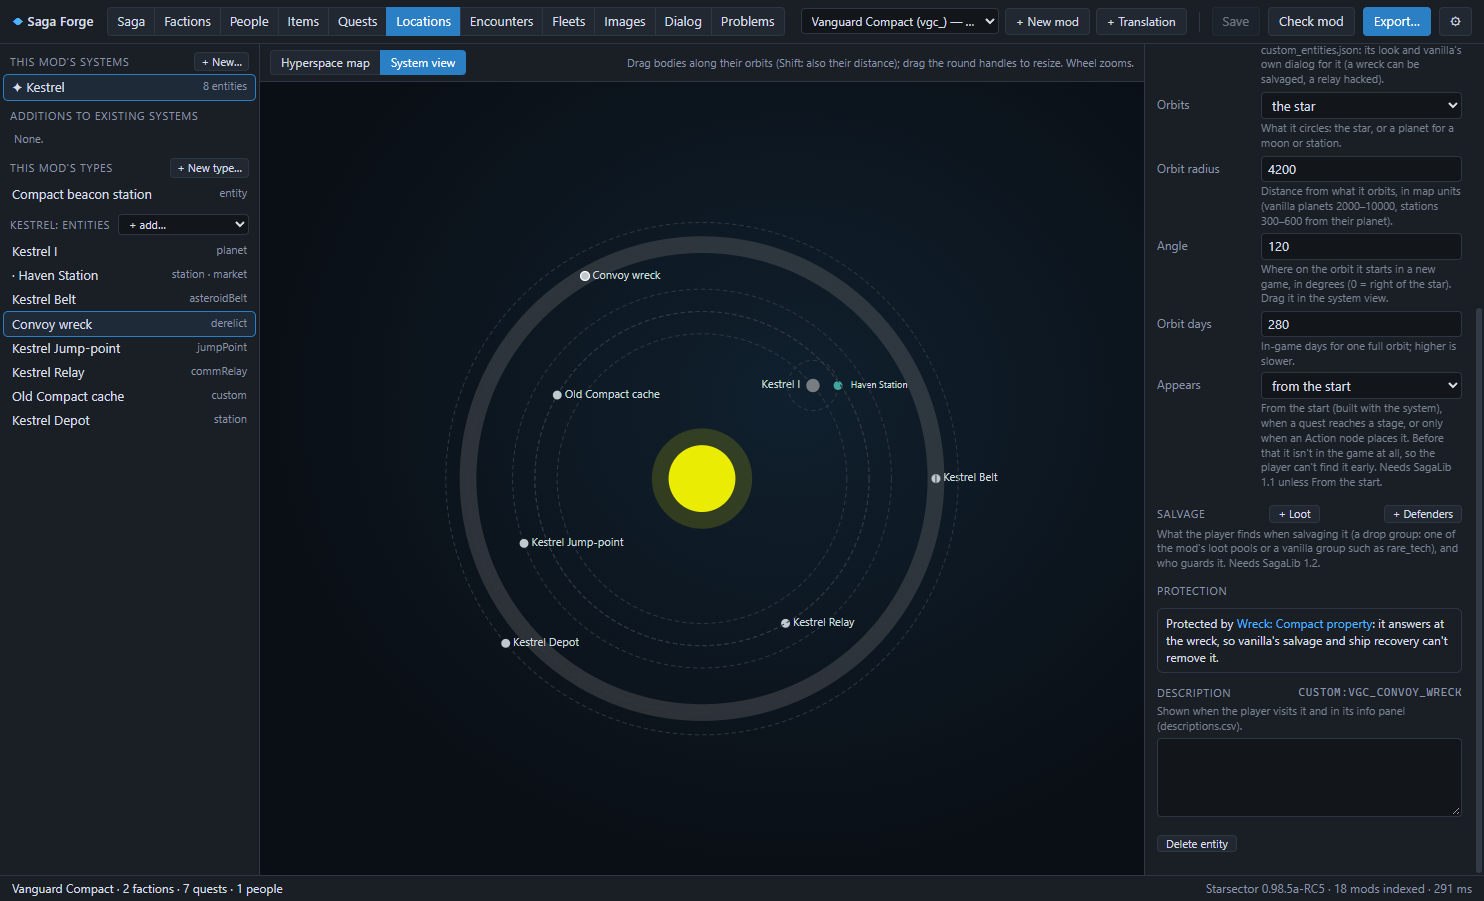 Saga Forge
Saga
Factions
People
Items
Quests
Locations
Encounters
Fleets
Images
Dialog
Problems
Vanguard Compact (vgc_) — ...
+ New mod
+ Translation
Save
Check mod
Export...
THIS MOD'S SYSTEMS
+ New...
Kestrel
8 entities
ADDITIONS TO EXISTING SYSTEMS
None.
THIS MOD'S TYPES
+ New type...
Compact beacon station
entity
KESTREL: ENTITIES
+ add...
Kestrel I
planet
· Haven Station
station · market
Kestrel Belt
asteroidBelt
Convoy wreck
derelict
Kestrel Jump-point
jumpPoint
Kestrel Relay
commRelay
Old Compact cache
custom
Kestrel Depot
station
Hyperspace map
System view
Drag bodies along their orbits (Shift: also their distance); drag the round handles to resize. Wheel zooms.
Convoy wreck
Kestrel I
Haven Station
Old Compact cache
Kestrel Belt
Kestrel Jump-point
Kestrel Relay
Kestrel Depot
custom_entities.json: its look and vanilla's
own dialog for it (a wreck can be
salvaged, a relay hacked).
Orbits
the star
What it circles: the star, or a planet for a
moon or station.
Orbit radius
4200
Distance from what it orbits, in map units
(vanilla planets 2000–10000, stations
300–600 from their planet).
Angle
120
Where on the orbit it starts in a new
game, in degrees (0 = right of the star).
Drag it in the system view.
Orbit days
280
In-game days for one full orbit; higher is
slower.
Appears
from the start
From the start (built with the system),
when a quest reaches a stage, or only
when an Action node places it. Before
that it isn't in the game at all, so the
player can't find it early. Needs SagaLib
1.1 unless From the start.
SALVAGE
+ Loot
+ Defenders
What the player finds when salvaging it (a drop group: one of
the mod's loot pools or a vanilla group such as rare_tech), and
who guards it. Needs SagaLib 1.2.
PROTECTION
Protected by Wreck: Compact property: it answers at
the wreck, so vanilla's salvage and ship recovery can't
remove it.
DESCRIPTION
CUSTOM:VGC_CONVOY_WRECK
Shown when the player visits it and in its info panel
(descriptions.csv).
Delete entity
Vanguard Compact · 2 factions · 7 quests · 1 people
Starsector 0.98.5a-RC5 · 18 mods indexed · 291 ms